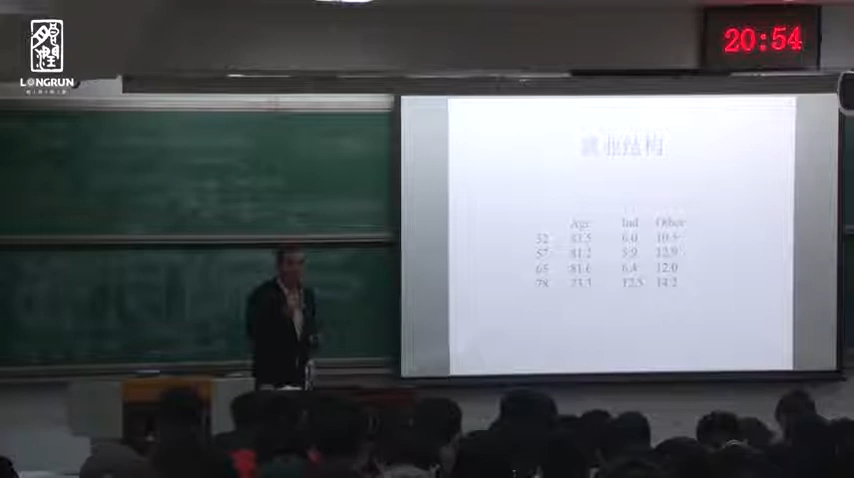 LONGRUN
20:54
就业结构
Agr Ind Other
52 83.5 6.0 10.5
57 81.2 5.9 12.9
65 81.6 6.4 12.0
78 73.3 12.5 14.2